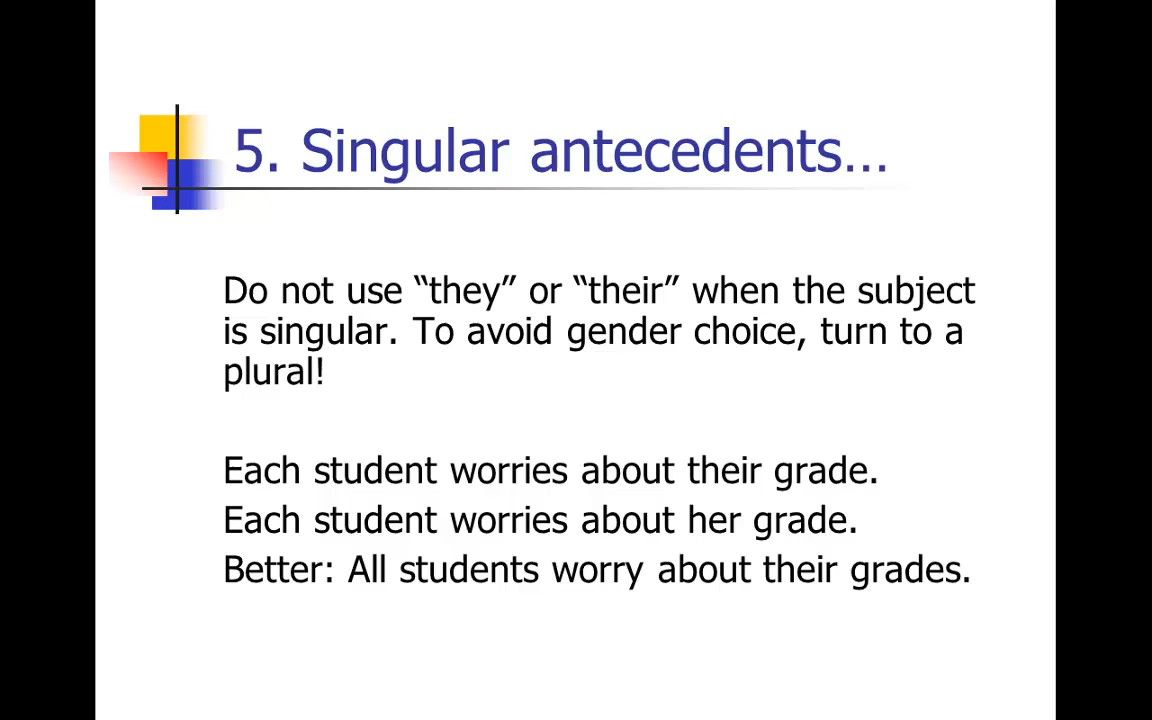 5. Singular antecedents...
Do not use “they” or “their” when the subject
is singular. To avoid gender choice, turn to a
plural!
Each student worries about their grade.
Each student worries about her grade.
Better: All students worry about their grades.